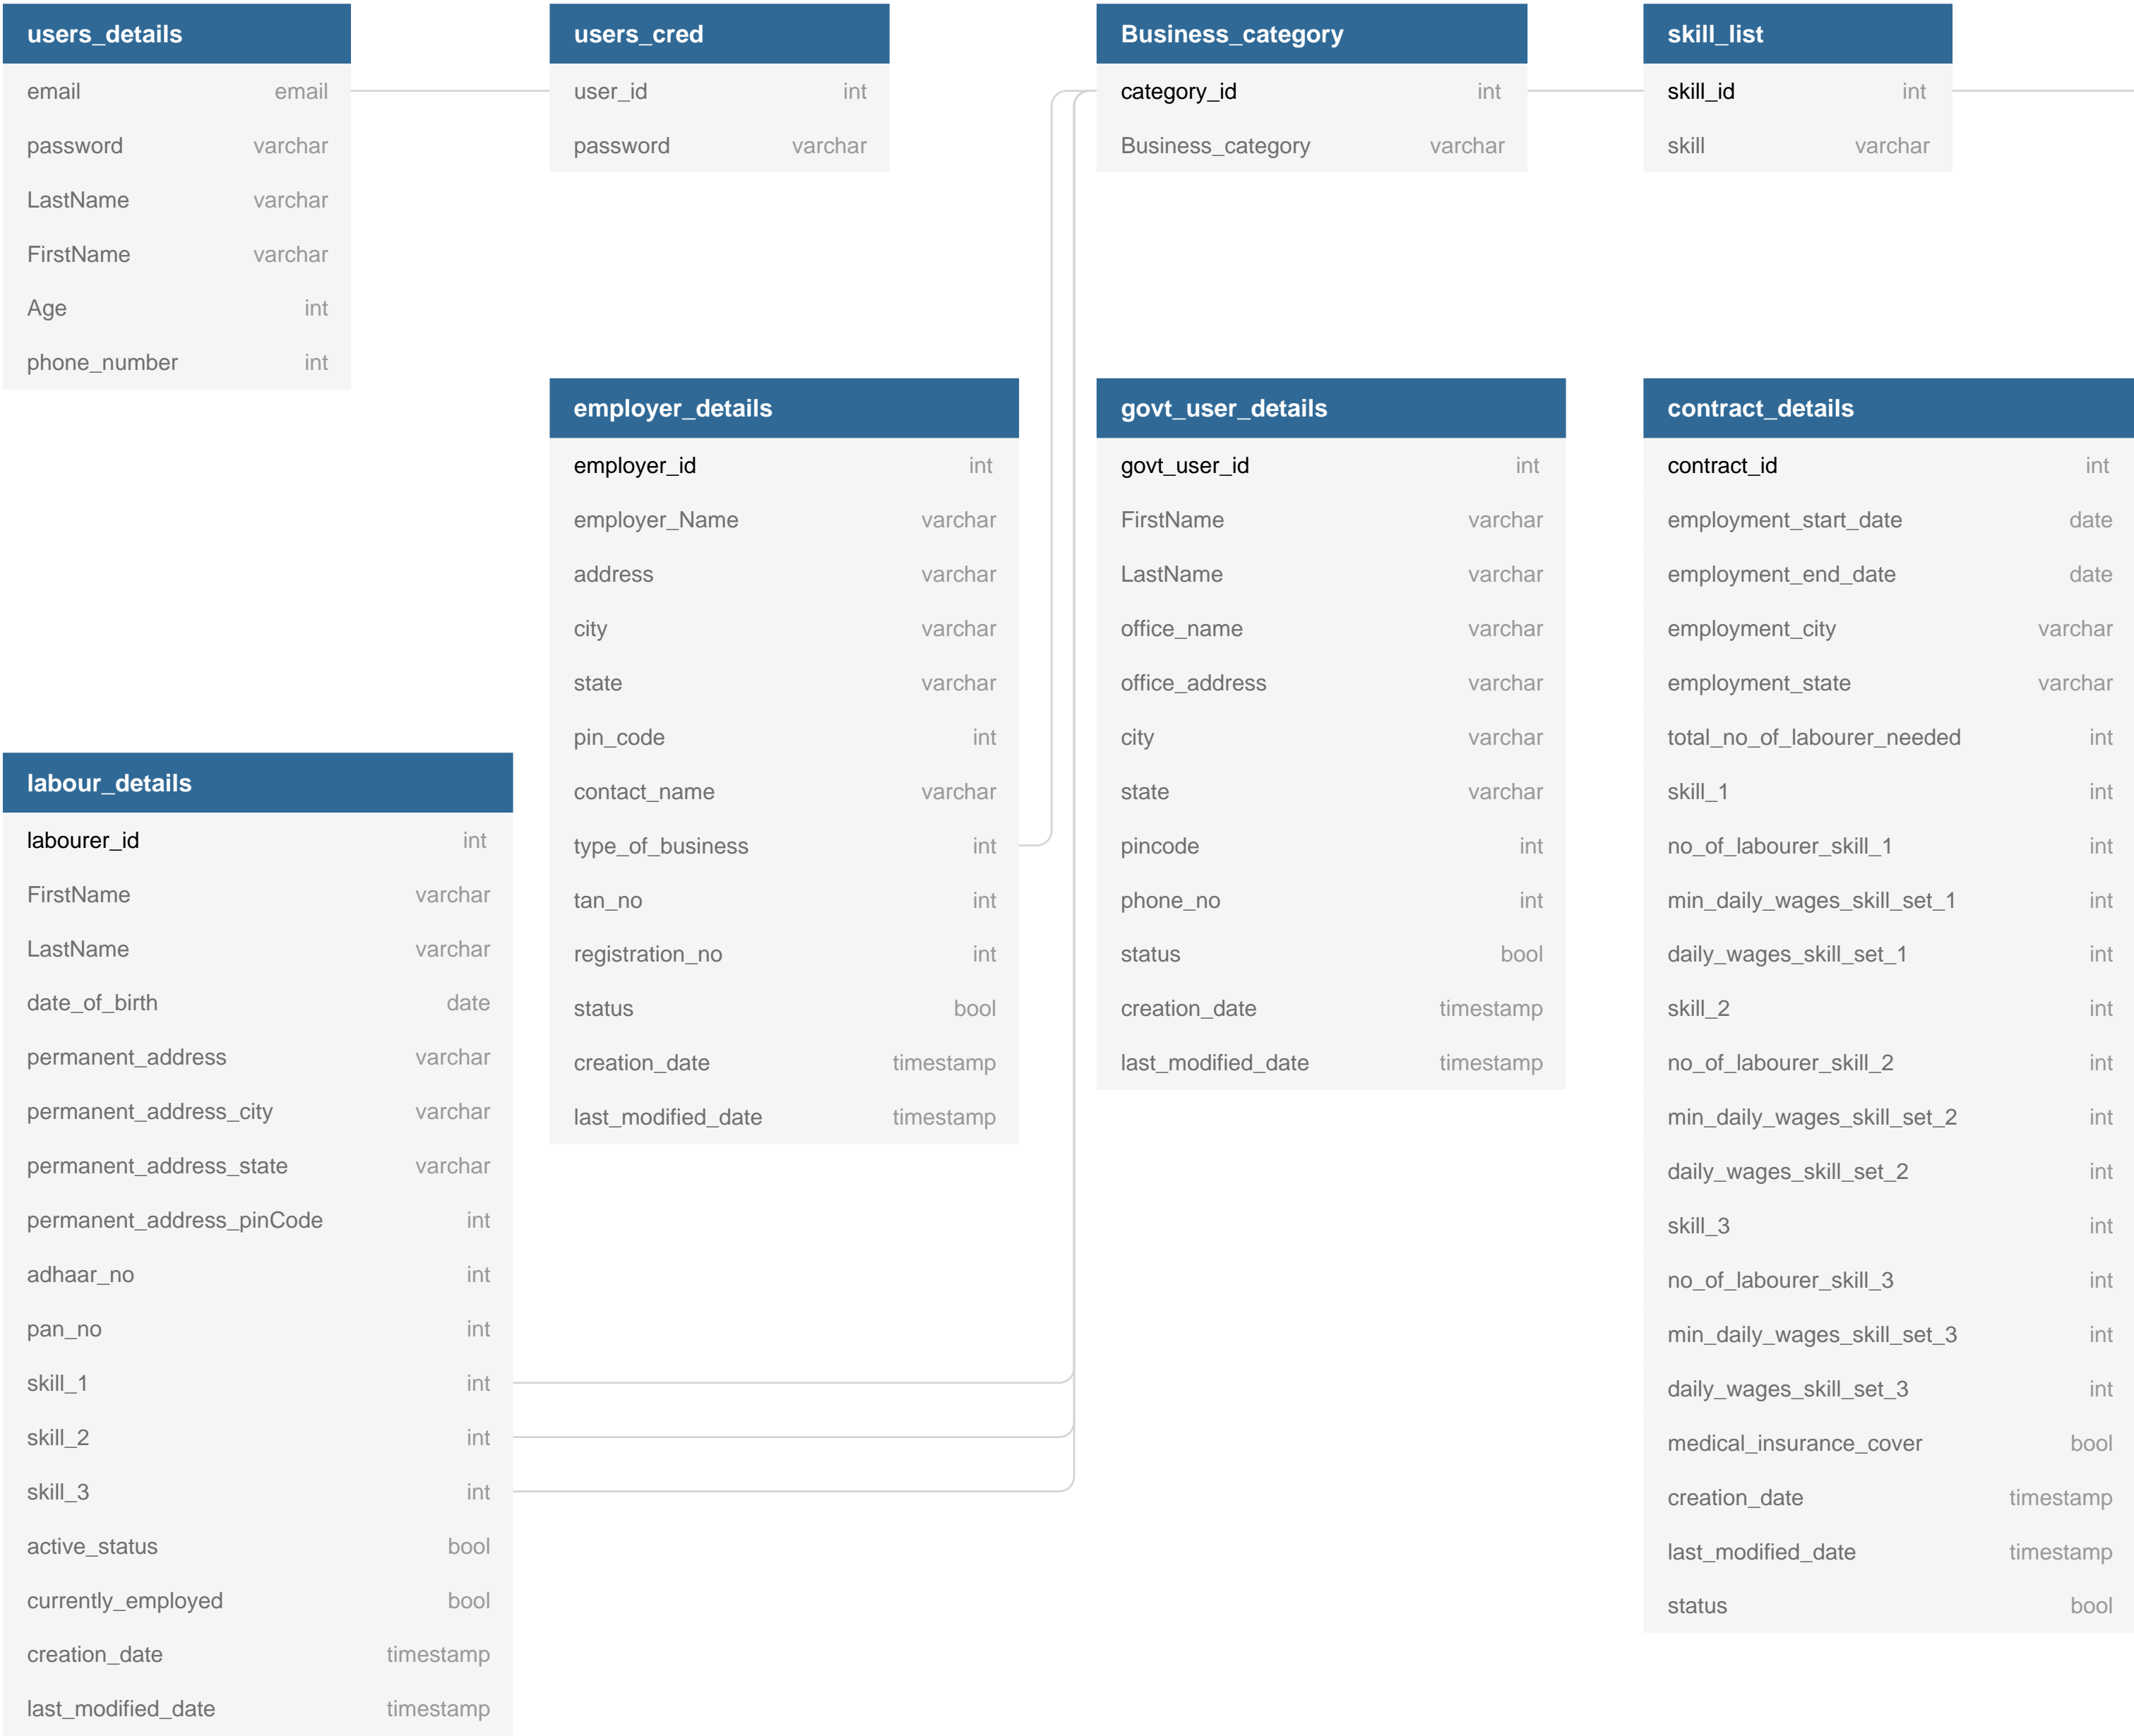 users_details
email email
password varchar
LastName varchar
FirstName varchar
Age int
phone_number int
users_cred
user_id int
password varchar
Business_category
category_id int
Business_category varchar
skill_list
skill_id int
skill varchar
employer_details
employer_id int
employer_Name varchar
address varchar
city varchar
state varchar
pin_code int
contact_name varchar
type_of_business int
tan_no int
registration_no int
status bool
creation_date timestamp
last_modified_date timestamp
govt_user_details
govt_user_id int
FirstName varchar
LastName varchar
office_name varchar
office_address varchar
city varchar
state varchar
pincode int
phone_no int
status bool
creation_date timestamp
last_modified_date timestamp
contract_details
contract_id int
employment_start_date date
employment_end_date date
employment_city varchar
employment_state varchar
total_no_of_labourer_needed int
skill_1 int
no_of_labourer_skill_1 int
min_daily_wages_skill_set_1 int
daily_wages_skill_set_1 int
skill_2 int
no_of_labourer_skill_2 int
min_daily_wages_skill_set_2 int
daily_wages_skill_set_2 int
skill_3 int
no_of_labourer_skill_3 int
min_daily_wages_skill_set_3 int
daily_wages_skill_set_3 int
medical_insurance_cover bool
creation_date timestamp
last_modified_date timestamp
status bool
labour_details
labourer_id int
FirstName varchar
LastName varchar
date_of_birth date
permanent_address varchar
permanent_address_city varchar
permanent_address_state varchar
permanent_address_pinCode int
adhaar_no int
pan_no int
skill_1 int
skill_2 int
skill_3 int
active_status bool
currently_employed bool
creation_date timestamp
last_modified_date timestamp